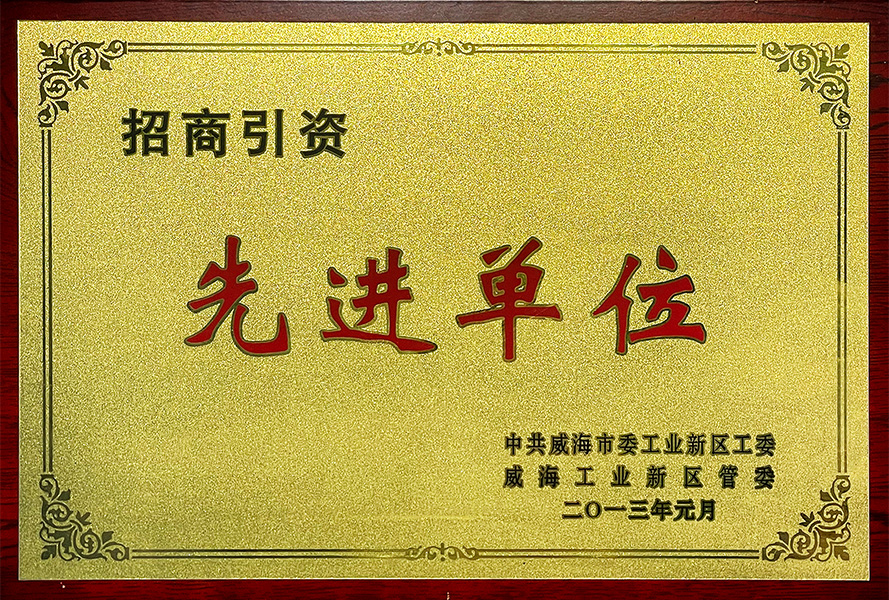 招商引资
先进单位
中共威海市委工业新区工委
威海工业新区管委
二〇一三年元月